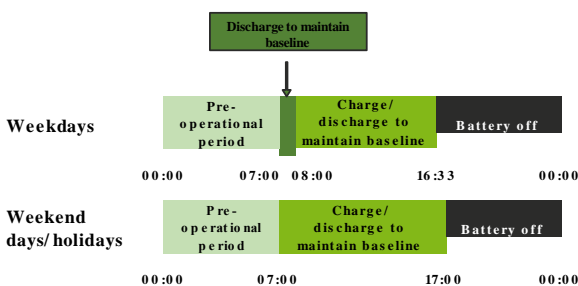 Discharge to maintain
baseline
Weekdays
Pre-
operational
period
Charge/
discharge to
maintain baseline
Battery off
00:00 07:00 08:00 16:33 00:00
Weekend
days/holidays
Pre-
operational
period
Charge/
discharge to
maintain baseline
Battery off
00:00 07:00 17:00 00:00